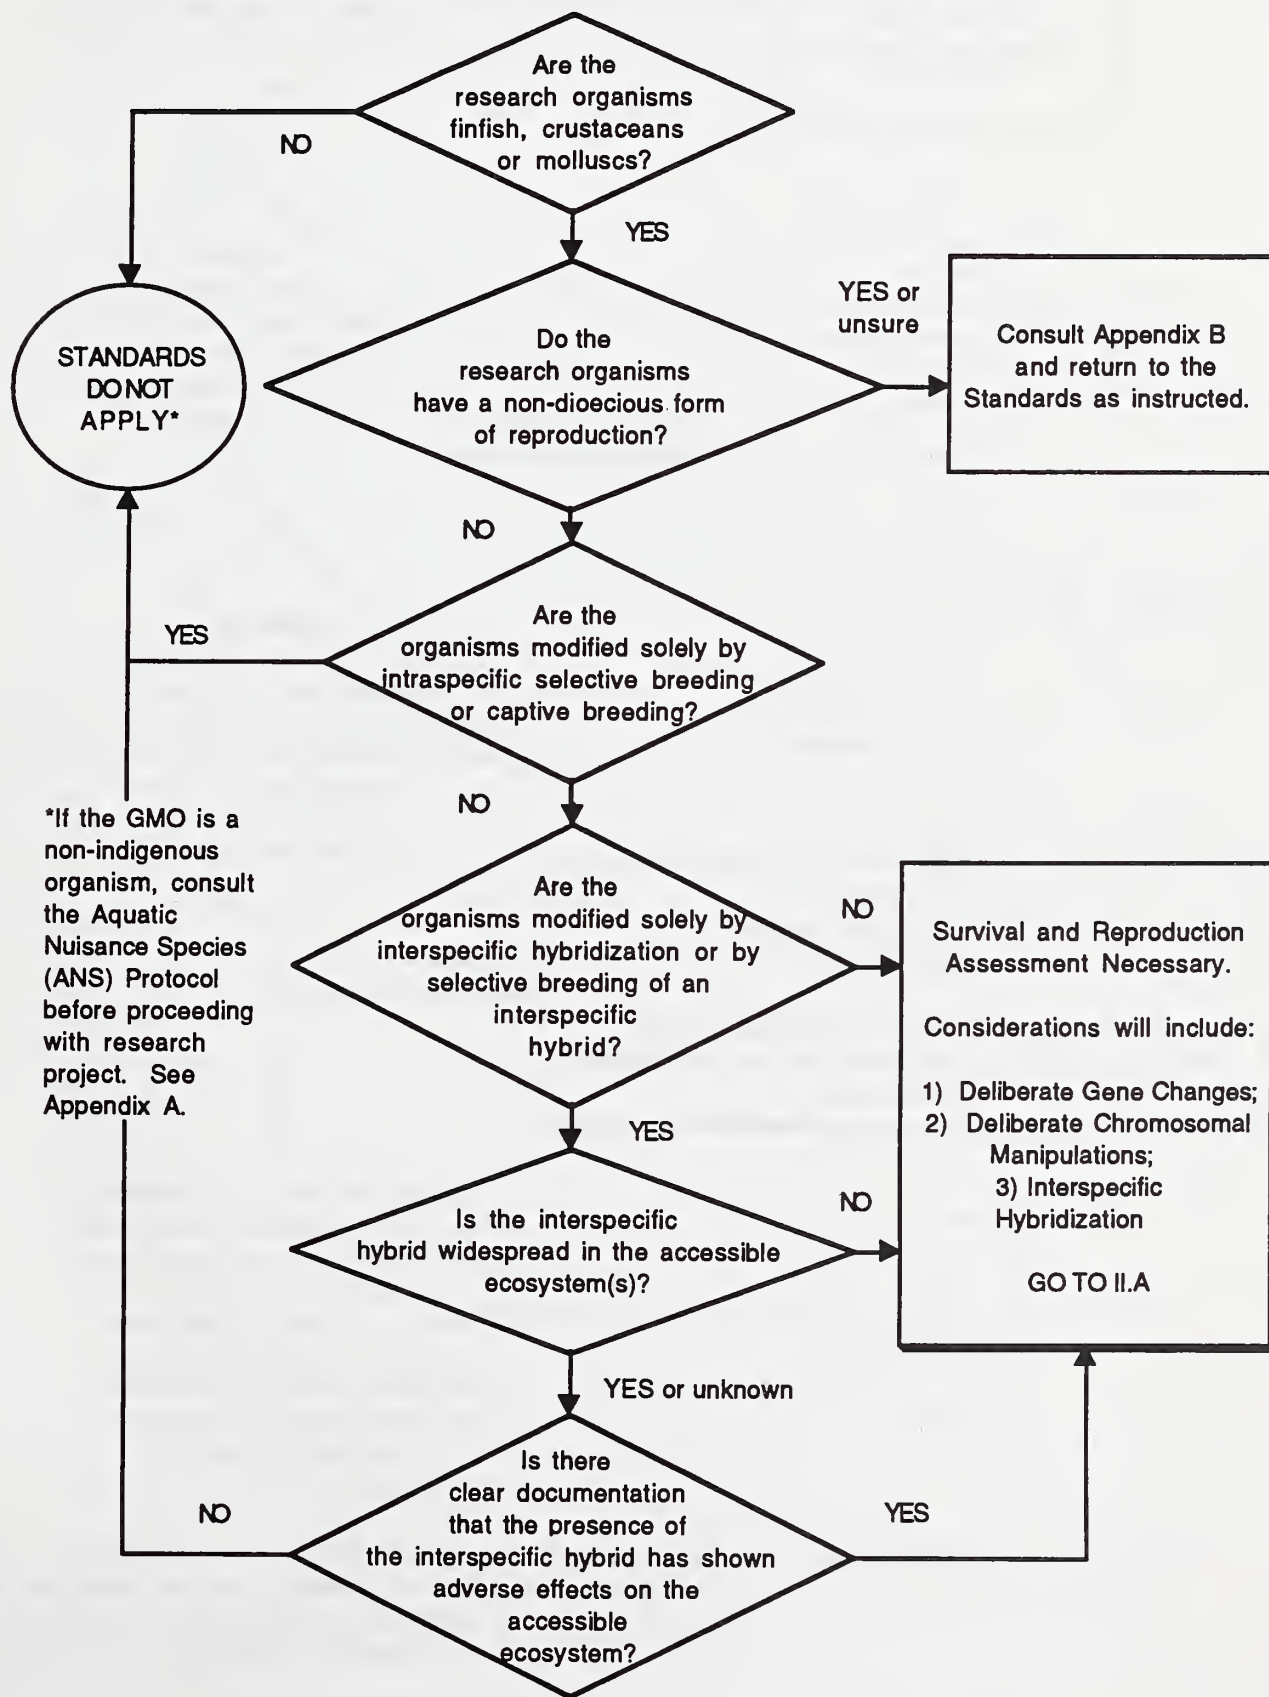 Are the
research organisms
finfish, crustaceans
or molluscs?
NO
YES
STANDARDS
DO NOT
APPLY*
Do the
research organisms
have a non-dioecious form
of reproduction?
YES or
unsure
Consult Appendix B
and return to the
Standards as instructed.
NO
Are the
organisms modified solely by
intraspecific selective breeding
or captive breeding?
YES
NO
*If the GMO is a
non-indigenous
organism, consult
the Aquatic
Nuisance Species
(ANS) Protocol
before proceeding
with research
project. See
Appendix A.
Are the
organisms modified solely by
interspecific hybridization or by
selective breeding of an
interspecific
hybrid?
NO
YES
Survival and Reproduction
Assessment Necessary.
Considerations will include:
1) Deliberate Gene Changes;
2) Deliberate Chromosomal
Manipulations;
3) Interspecific
Hybridization
GO TO II.A
Is the interspecific
hybrid widespread in the accessible
ecosystem(s)?
NO
YES or unknown
Is there
clear documentation
that the presence of
the interspecific hybrid has shown
adverse effects on the
accessible
ecosystem?
NO
YES